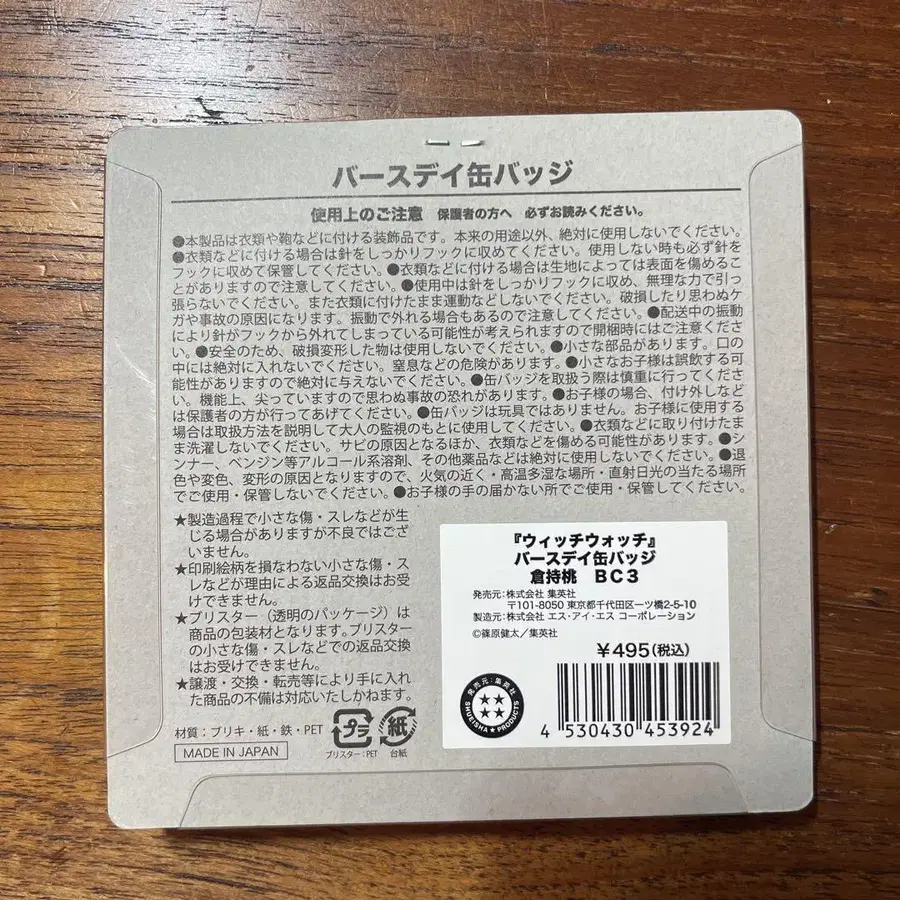 バースデイ缶バッジ
使用上のご注意　保護者の方へ　必ずお読みください。
●本製品は衣類や鞄などに付ける装飾品です。本来の用途以外、絶対に使用しないでください。
●衣類などに付ける場合は針をしっかりフックに収めてください。使用しない時も必ず針を
フックに収めて保管してください。●衣類などに付ける場合は生地によっては表面を傷めるこ
とがありますので注意してください。●使用中は針をしっかりフックに収め、無理な力で引っ
張らないでください。また衣類に付けたまま運動などしないでください。破損したり思わぬケ
ガや事故の原因になります。振動で外れる場合もあるので注意してください。●配送中の振動
により針がフックから外れてしまっている可能性が考えられますので開梱時にはご注意くださ
い。●安全のため、破損変形した物は使用しないでください。●小さな部品があります。口の
中には絶対に入れないでください。窒息などの危険があります。●小さなお子様は誤飲する可
能性がありますので絶対に与えないでください。●缶バッジを取扱う際は慎重に行ってくださ
い。機能上、尖っていますので思わぬ事故の恐れがあります。●お子様の場合、付け外しなど
は保護者の方が行ってあげてください。●缶バッジは玩具ではありません。お子様に使用する
場合は取扱方法を説明して大人の監視のもとに使用してください。●衣類などに取り付けたま
ま洗濯しないでください。サビの原因となるほか、衣類などを傷める可能性があります。●シ
ンナー、ベンジン等アルコール系溶剤、その他薬品などは絶対に使用しないでください。●退
色や変色、変形の原因となりますので、火気の近く・高温多湿な場所・直射日光の当たる場所
でご使用・保管しないでください。●お子様の手の届かない所でご使用・保管してください。
★製造過程で小さな傷・スレなどが生
じる場合がありますが不良ではござ
いません。
★印刷絵柄を損なわない小さな傷・ス
レなどが理由による返品交換はお受
けできません。
★ブリスター（透明のパッケージ）は
商品の包装材となります。ブリスター
の小さな傷・スレなどでの返品交換
はお受けできません。
★譲渡・交換・転売等により手に入れ
た商品の不備は対応いたしかねます。
材質：ブリキ・紙・鉄・PET
MADE IN JAPAN
プラ
ブリスター：PET
紙
台紙
『ウィッチウォッチ』
バースデイ缶バッジ
倉持桃　BC3
発売元：株式会社 集英社
〒101-8050 東京都千代田区一ツ橋2-5-10
製造元：株式会社 エス・アイ・エス コーポレーション
©篠原健太／集英社
¥495(税込)
発売元：集英社
SHUEISHA★PRODUCTS
4 530430 453924